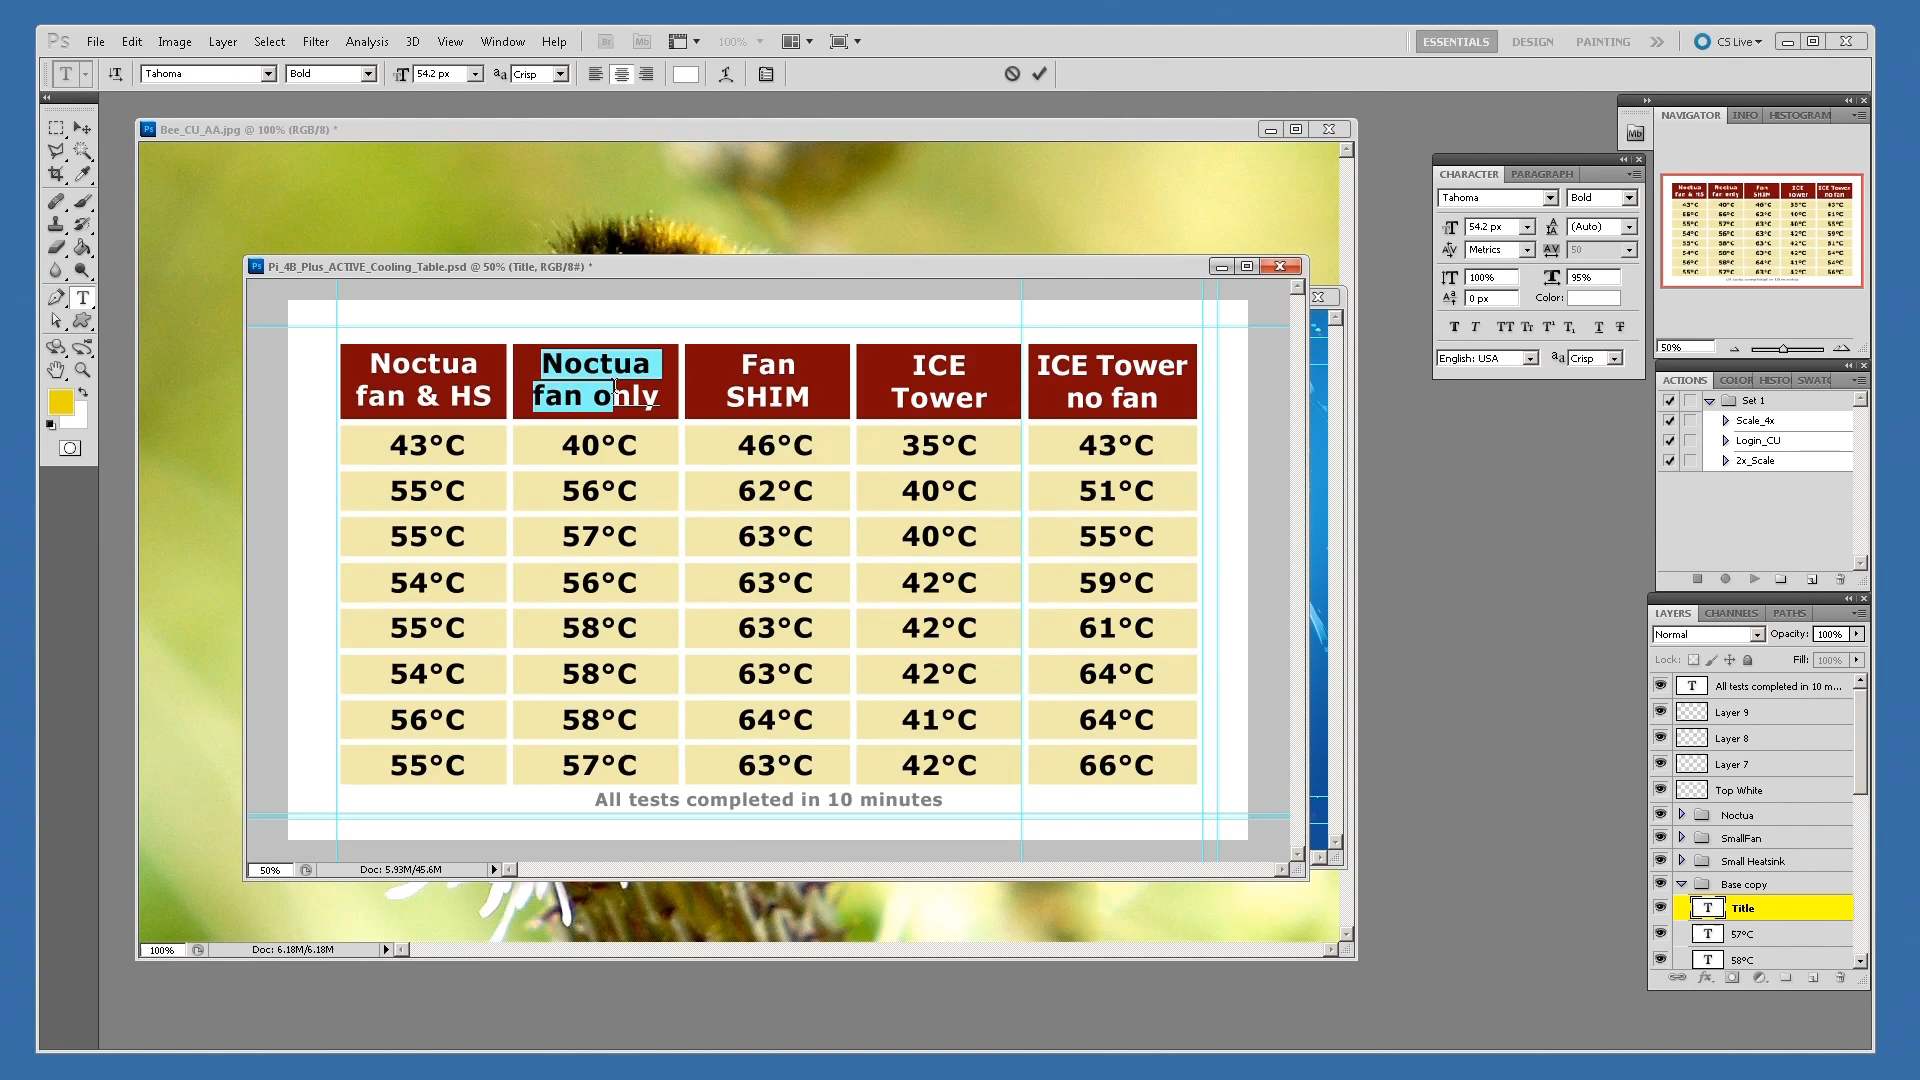 Ps File Edit Image Layer Select Filter Analysis 3D View Window Help Br Mb 100% ESSENTIALS DESIGN PAINTING CS Live
T Tahoma Bold 54.2 px Crisp
Bee_CU_AA.jpg @ 100% (RGB/8) *
Pi_4B_Plus_ACTIVE_Cooling_Table.psd @ 50% (Title, RGB/8#) *
Noctua
fan & HS
Noctua
fan only
Fan
SHIM
ICE
Tower
ICE Tower
no fan
43°C 40°C 46°C 35°C 43°C
55°C 56°C 62°C 40°C 51°C
55°C 57°C 63°C 40°C 55°C
54°C 56°C 63°C 42°C 59°C
55°C 58°C 63°C 42°C 61°C
54°C 58°C 63°C 42°C 64°C
56°C 58°C 64°C 41°C 64°C
55°C 57°C 63°C 42°C 66°C
All tests completed in 10 minutes
50% Doc: 5.93M/45.6M
100% Doc: 6.18M/6.18M
Mb
CHARACTER PARAGRAPH
Tahoma Bold
54.2 px (Auto)
Metrics 50
100% 95%
0 px Color:
English: USA Crisp
NAVIGATOR INFO HISTOGRAM
50%
ACTIONS COLOR HISTO SWATC
Set 1
Scale_4x
Login_CU
2x_Scale
LAYERS CHANNELS PATHS
Normal Opacity: 100%
Lock: Fill: 100%
T All tests completed in 10 m...
Layer 9
Layer 8
Layer 7
Top White
Noctua
SmallFan
Small Heatsink
Base copy
T Title
T 57°C
T 58°C